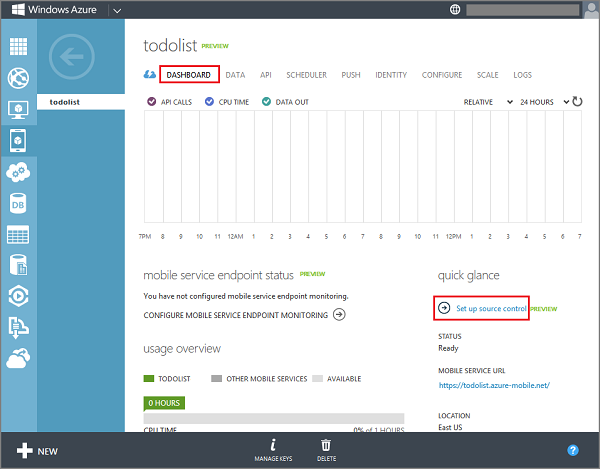 Windows Azure
todolist PREVIEW
DASHBOARD DATA API SCHEDULER PUSH IDENTITY CONFIGURE SCALE LOGS
todolist
API CALLS CPU TIME DATA OUT RELATIVE 24 HOURS
7PM 8 9 10 11 12AM 1 2 3 4 5 6 7 8 9 10 11 12PM 1 2 3 4 5 6 7
mobile service endpoint status PREVIEW
You have not configured mobile service endpoint monitoring.
CONFIGURE MOBILE SERVICE ENDPOINT MONITORING
usage overview
TODOLIST OTHER MOBILE SERVICES AVAILABLE
0 HOURS
CPU TIME 0% of 1 HOURS
quick glance
Set up source control PREVIEW
STATUS
Ready
MOBILE SERVICE URL
https://todolist.azure-mobile.net/
LOCATION
East US
DB
NEW
MANAGE KEYS
DELETE
?